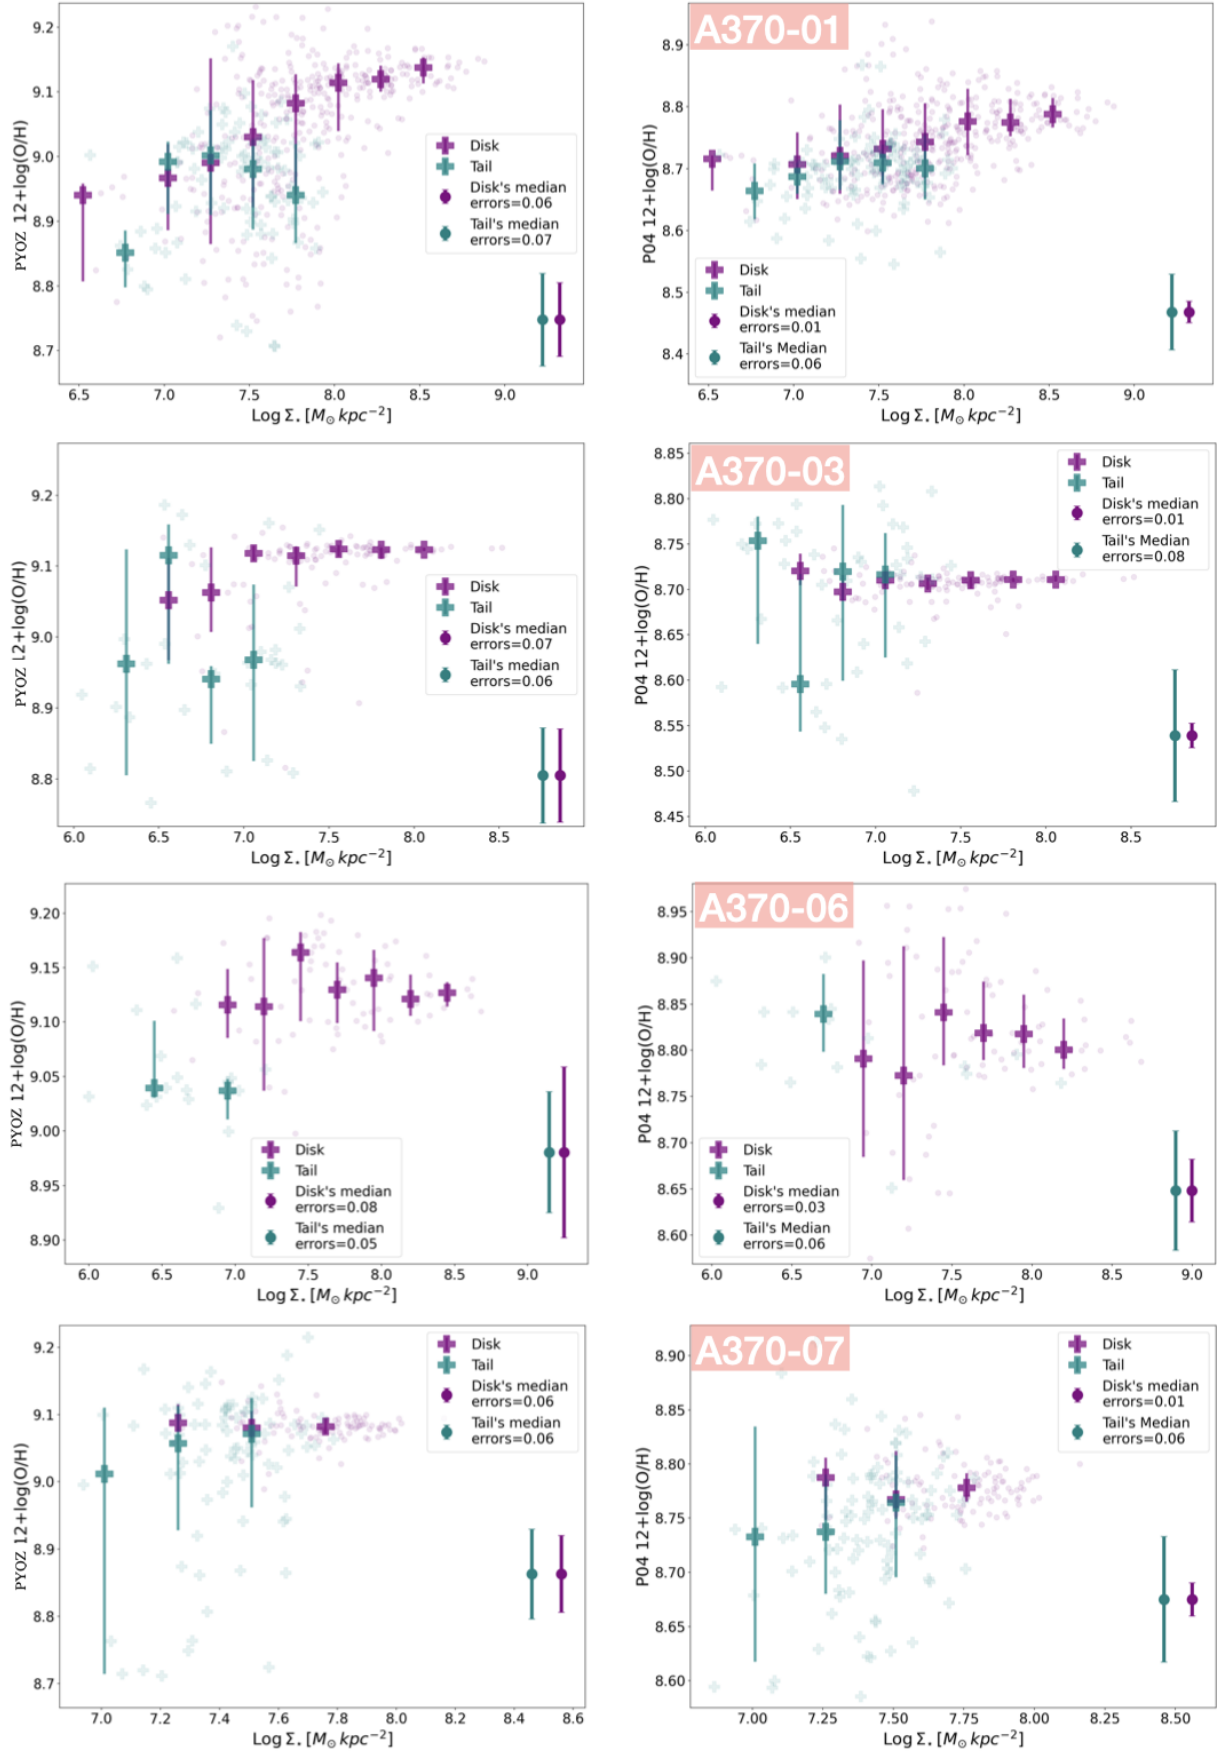 9.2
9.1
9.0
8.9
8.8
8.7
PYOZ 12+log(O/H)
6.5 7.0 7.5 8.0 8.5 9.0
Log Σ⋆ [M⊙ kpc⁻²]
Disk
Tail
Disk's median
errors=0.06
Tail's median
errors=0.07
A370-01
8.9
8.8
8.7
8.6
8.5
8.4
P04 12+log(O/H)
6.5 7.0 7.5 8.0 8.5 9.0
Log Σ⋆ [M⊙ kpc⁻²]
Disk
Tail
Disk's median
errors=0.01
Tail's Median
errors=0.06
9.2
9.1
9.0
8.9
8.8
PYOZ 12+log(O/H)
6.0 6.5 7.0 7.5 8.0 8.5
Log Σ⋆ [M⊙ kpc⁻²]
Disk
Tail
Disk's median
errors=0.07
Tail's median
errors=0.06
A370-03
8.85
8.80
8.75
8.70
8.65
8.60
8.55
8.50
8.45
P04 12+log(O/H)
6.0 6.5 7.0 7.5 8.0 8.5
Log Σ⋆ [M⊙ kpc⁻²]
Disk
Tail
Disk's median
errors=0.01
Tail's Median
errors=0.08
9.20
9.15
9.10
9.05
9.00
8.95
8.90
PYOZ 12+log(O/H)
6.0 6.5 7.0 7.5 8.0 8.5 9.0
Log Σ⋆ [M⊙ kpc⁻²]
Disk
Tail
Disk's median
errors=0.08
Tail's median
errors=0.05
A370-06
8.95
8.90
8.85
8.80
8.75
8.70
8.65
8.60
P04 12+log(O/H)
6.0 6.5 7.0 7.5 8.0 8.5 9.0
Log Σ⋆ [M⊙ kpc⁻²]
Disk
Tail
Disk's median
errors=0.03
Tail's Median
errors=0.06
9.2
9.1
9.0
8.9
8.8
8.7
PYOZ 12+log(O/H)
7.0 7.2 7.4 7.6 7.8 8.0 8.2 8.4 8.6
Log Σ⋆ [M⊙ kpc⁻²]
Disk
Tail
Disk's median
errors=0.06
Tail's median
errors=0.06
A370-07
8.90
8.85
8.80
8.75
8.70
8.65
8.60
P04 12+log(O/H)
7.00 7.25 7.50 7.75 8.00 8.25 8.50
Log Σ⋆ [M⊙ kpc⁻²]
Disk
Tail
Disk's median
errors=0.01
Tail's Median
errors=0.06